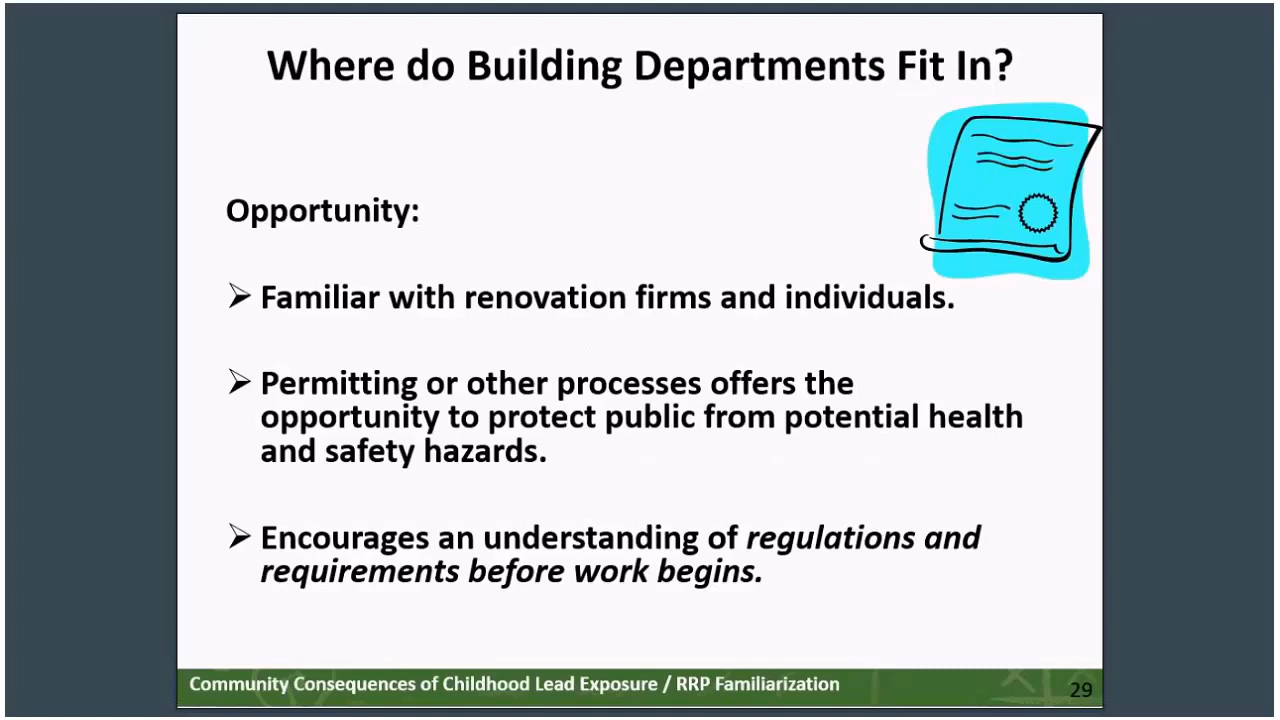 Where do Building Departments Fit In?
Opportunity:
➢ Familiar with renovation firms and individuals.
➢ Permitting or other processes offers the
opportunity to protect public from potential health
and safety hazards.
➢ Encourages an understanding of regulations and
requirements before work begins.
Community Consequences of Childhood Lead Exposure / RRP Familiarization
29